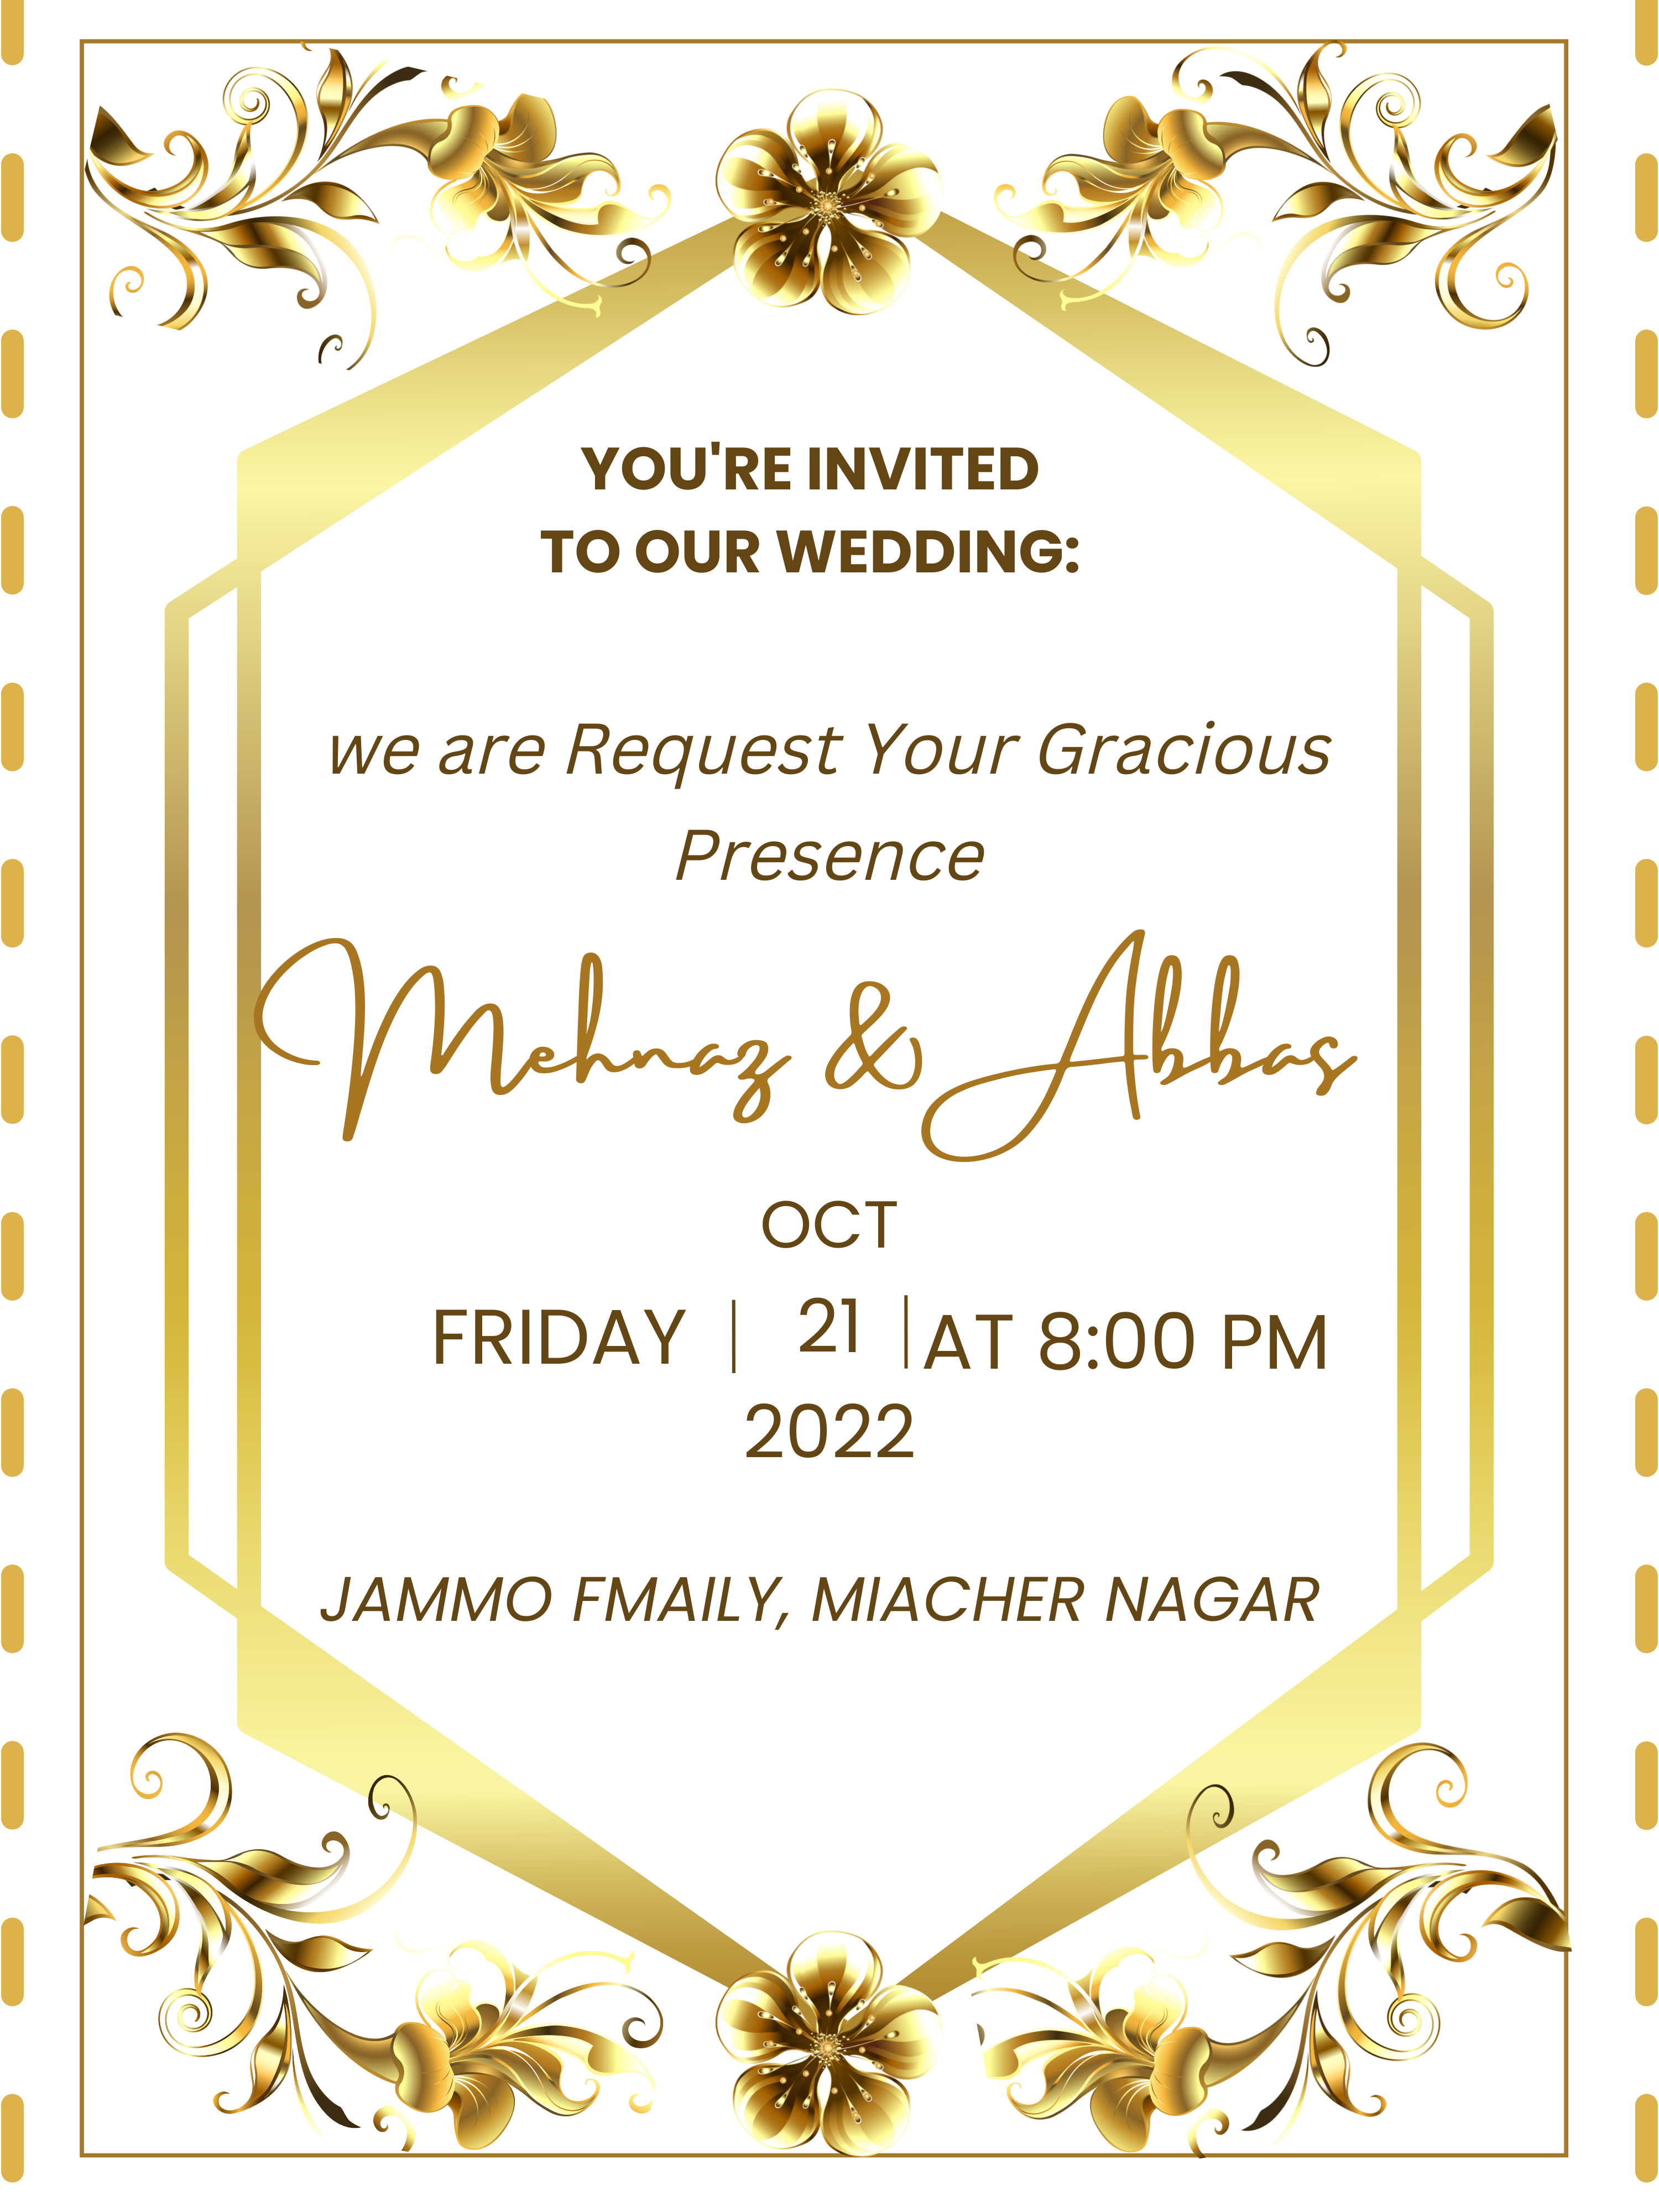 YOU'RE INVITED
TO OUR WEDDING:
we are Request Your Gracious
Presence
Mehnaz & Abbas
OCT
FRIDAY | 21 | AT 8:00 PM
2022
JAMMO FMAILY, MIACHER NAGAR